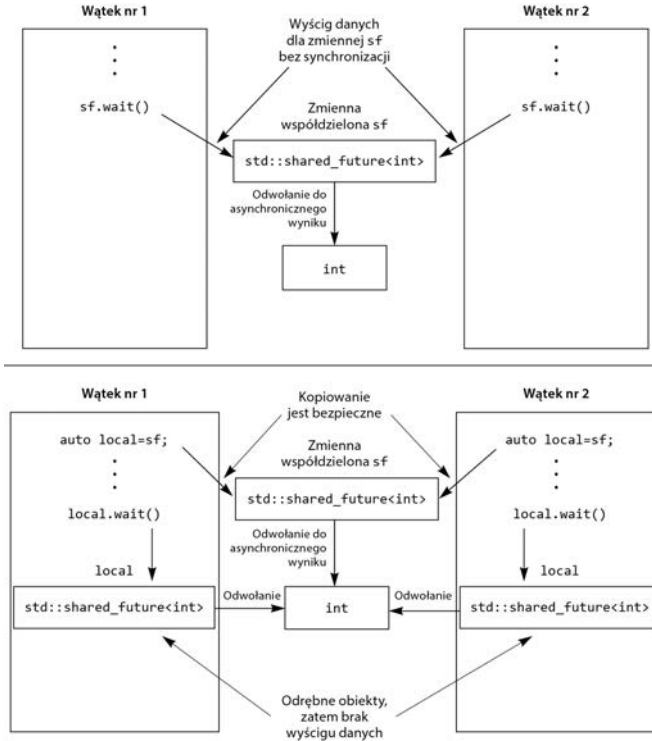 Wątek nr 1
Wyścig danych
dla zmiennej sf
bez synchronizacji
Wątek nr 2
sf.wait()
sf.wait()
Zmienna
współdzielona sf
std::shared_future<int>
Odwołanie do
asynchronicznego
wyniku
int
Wątek nr 1
Kopiowanie
jest bezpieczne
Wątek nr 2
auto local=sf;
auto local=sf;
Zmienna
współdzielona sf
std::shared_future<int>
local.wait()
local.wait()
Odwołanie do
asynchronicznego
wyniku
local
local
std::shared_future<int>
Odwołanie
int
Odwołanie
std::shared_future<int>
Odrębne obiekty,
zatem brak
wyścigu danych